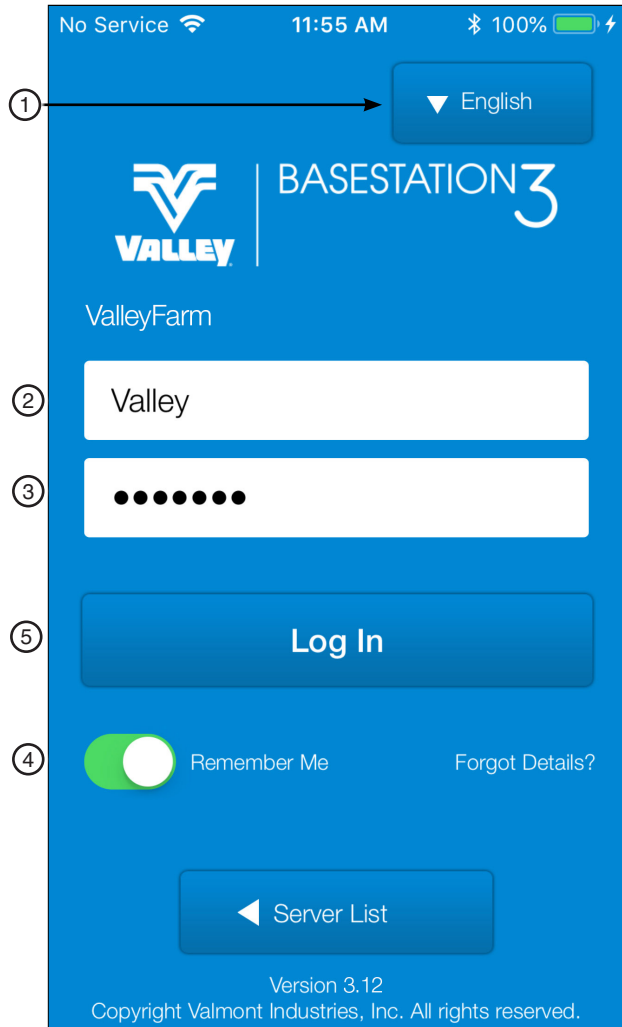 No Service 11:55 AM 100%
1 English
VALLEY BASESTATION3
ValleyFarm
2 Valley
3 •••••••
5 Log In
4 Remember Me Forgot Details?
Server List
Version 3.12
Copyright Valmont Industries, Inc. All rights reserved.